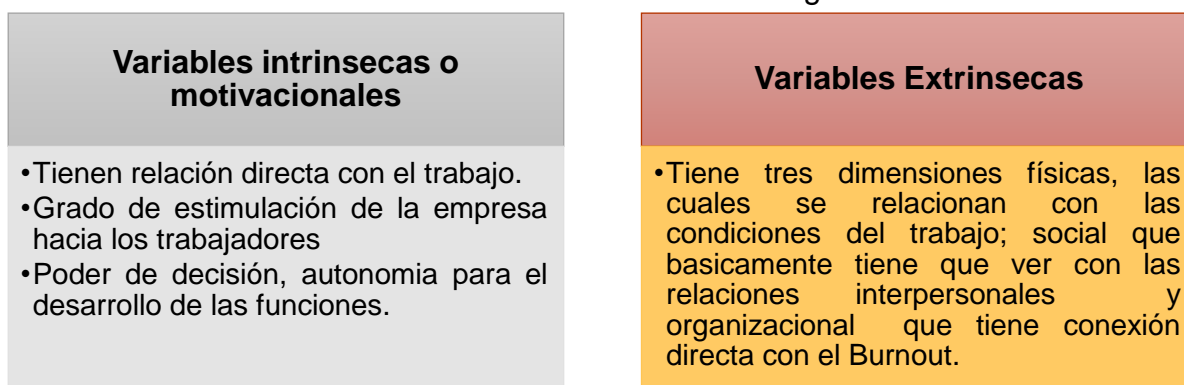 Variables intrinsecas o
motivacionales
•Tienen relación directa con el trabajo.
•Grado de estimulación de la empresa
hacia los trabajadores
•Poder de decisión, autonomia para el
desarrollo de las funciones.
Variables Extrinsecas
•Tiene tres dimensiones físicas, las
cuales se relacionan con las
condiciones del trabajo; social que
basicamente tiene que ver con las
relaciones interpersonales y
organizacional que tiene conexión
directa con el Burnout.